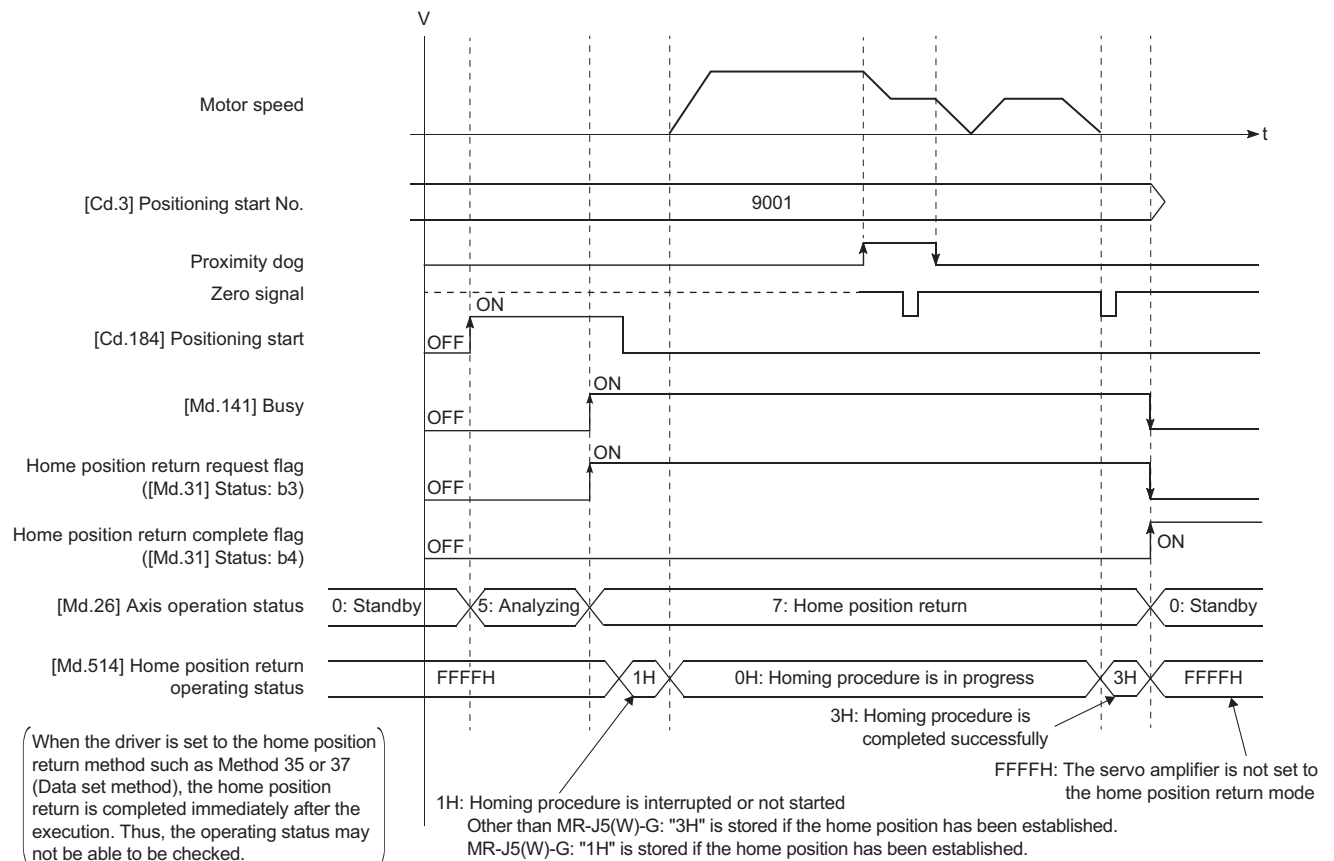 V
Motor speed
t
[Cd.3] Positioning start No.
9001
Proximity dog
Zero signal
ON
[Cd.184] Positioning start
OFF
ON
[Md.141] Busy
OFF
ON
Home position return request flag
([Md.31] Status: b3)
OFF
Home position return complete flag
([Md.31] Status: b4)
OFF
ON
[Md.26] Axis operation status
0: Standby
5: Analyzing
7: Home position return
0: Standby
[Md.514] Home position return
operating status
FFFFH
1H
0H: Homing procedure is in progress
3H
FFFFH
3H: Homing procedure is
completed successfully
FFFFH: The servo amplifier is not set to
the home position return mode
When the driver is set to the home position
return method such as Method 35 or 37
(Data set method), the home position
return is completed immediately after the
execution. Thus, the operating status may
not be able to be checked.
1H: Homing procedure is interrupted or not started
Other than MR-J5(W)-G: "3H" is stored if the home position has been established.
MR-J5(W)-G: "1H" is stored if the home position has been established.